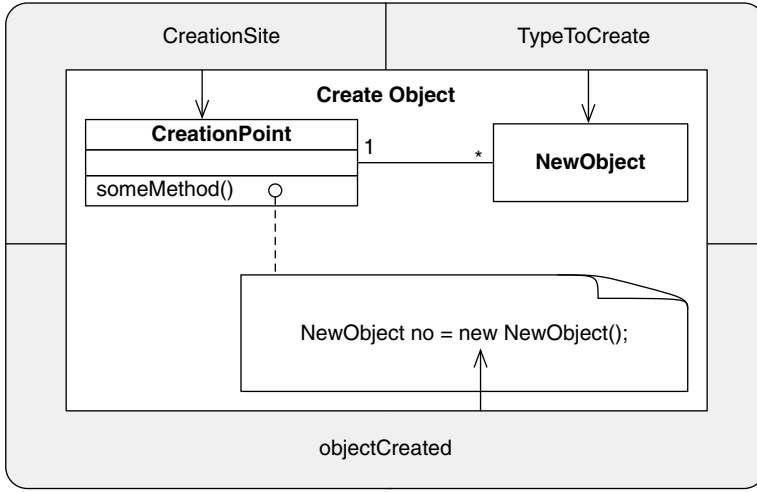 CreationSite
TypeToCreate
Create Object
CreationPoint
1
*
NewObject
someMethod()
NewObject no = new NewObject();
objectCreated